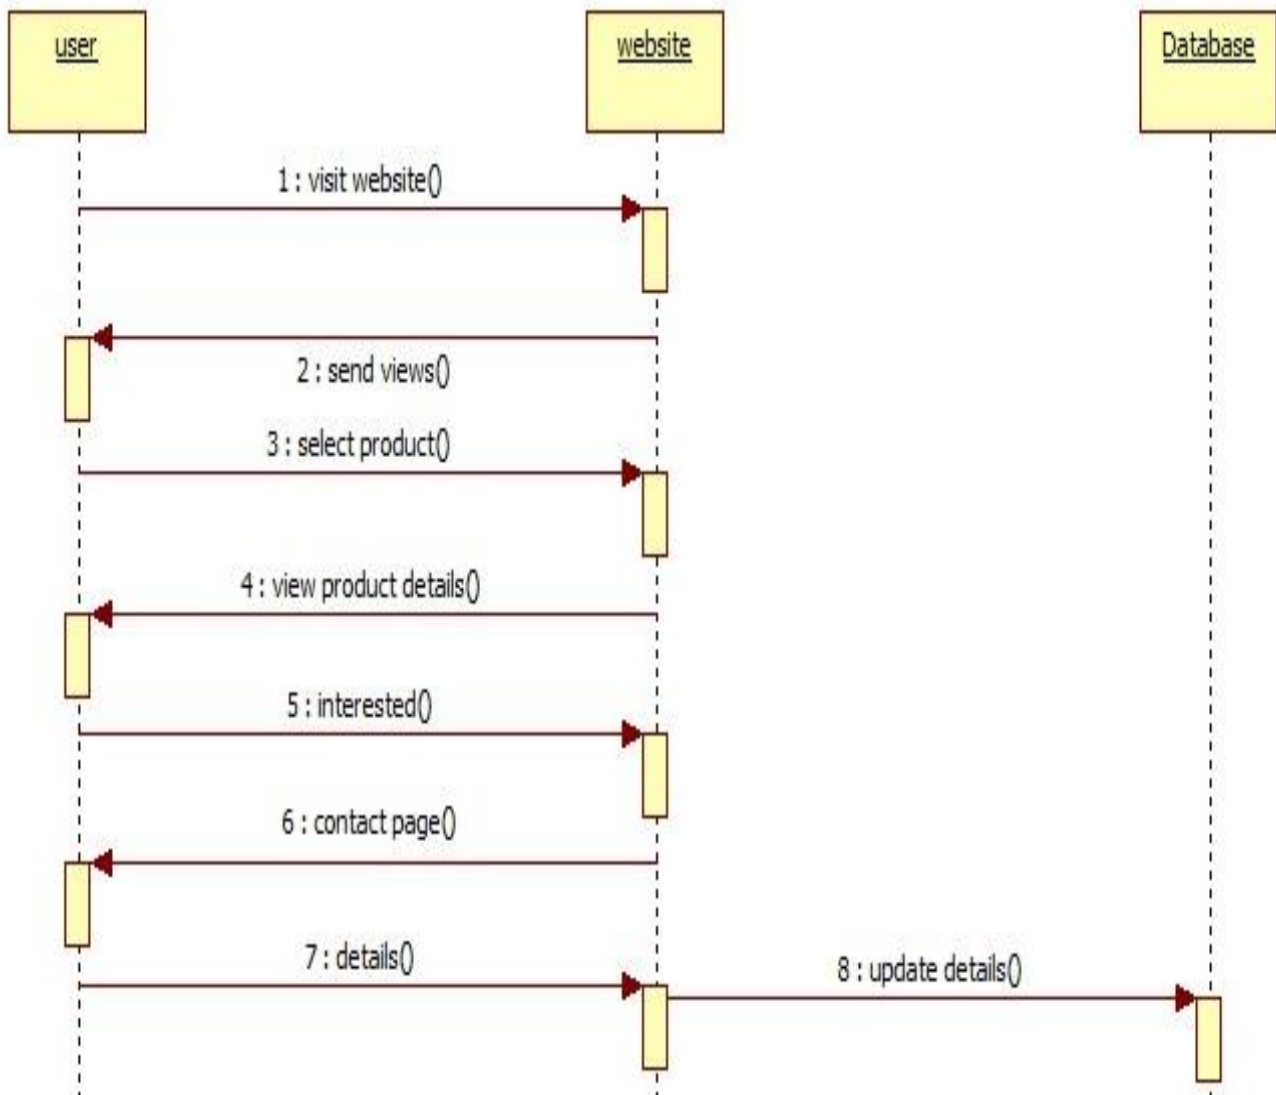 user
website
Database
1 : visit website()
2 : send views()
3 : select product()
4 : view product details()
5 : interested()
6 : contact page()
7 : details()
8 : update details()